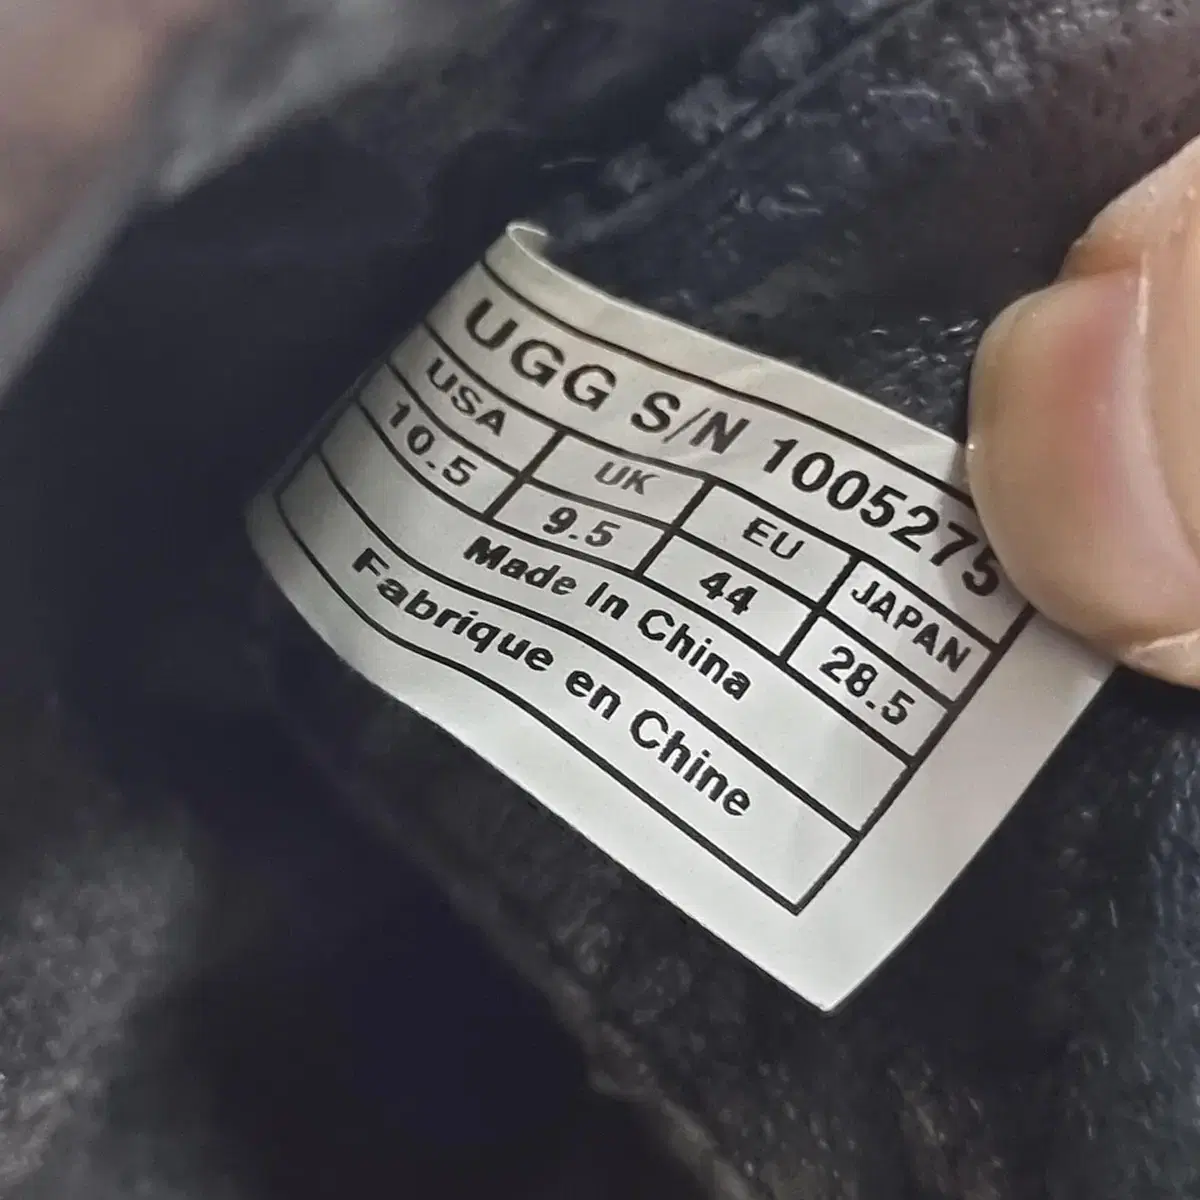 UGG S/N 1005275
USA UK EU JAPAN
10.5 9.5 44 28.5
Made In China
Fabrique en Chine